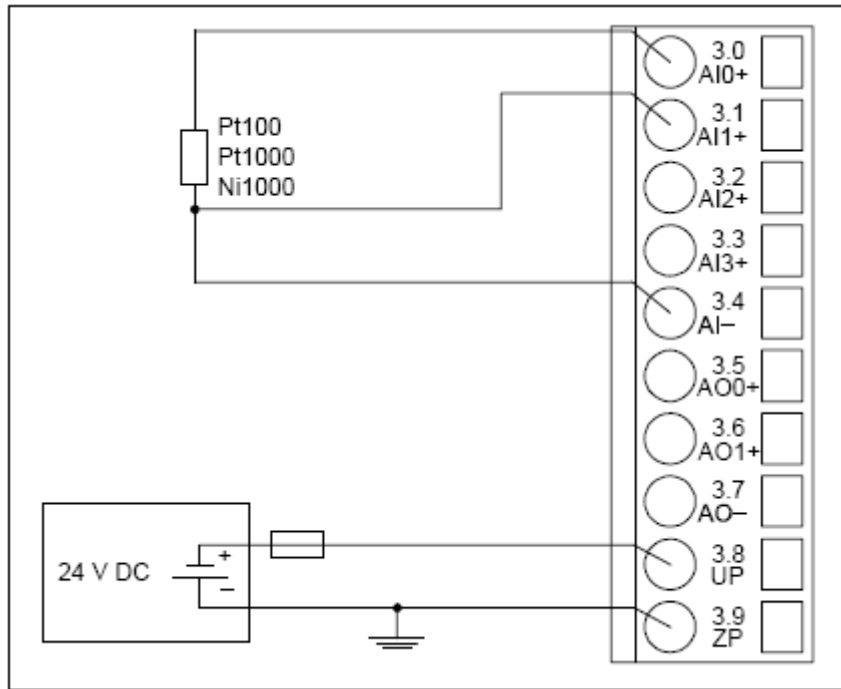 Pt100
Pt1000
Ni1000
3.0
AI0+
3.1
AI1+
3.2
AI2+
3.3
AI3+
3.4
AI–
3.5
AO0+
3.6
AO1+
3.7
AO–
24 V DC
+
–
3.8
UP
3.9
ZP